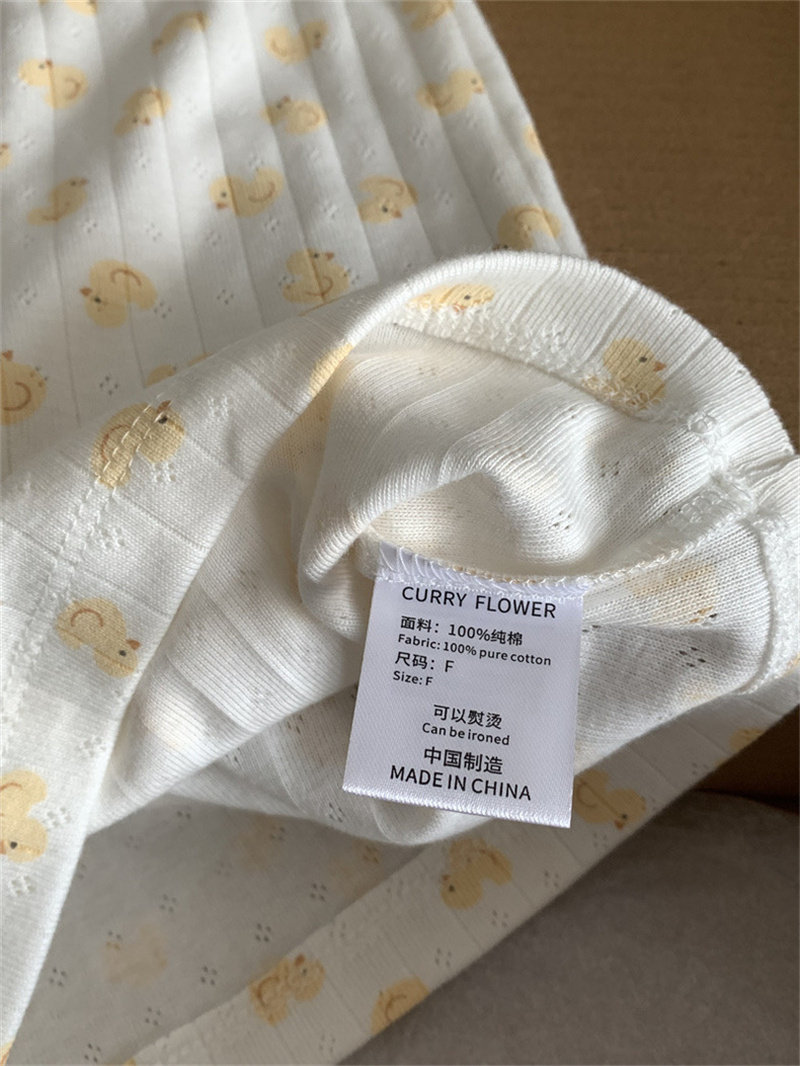 CURRY FLOWER
面料：100%纯棉
Fabric: 100% pure cotton
尺码：F
Size: F
可以熨烫
Can be ironed
中国制造
MADE IN CHINA